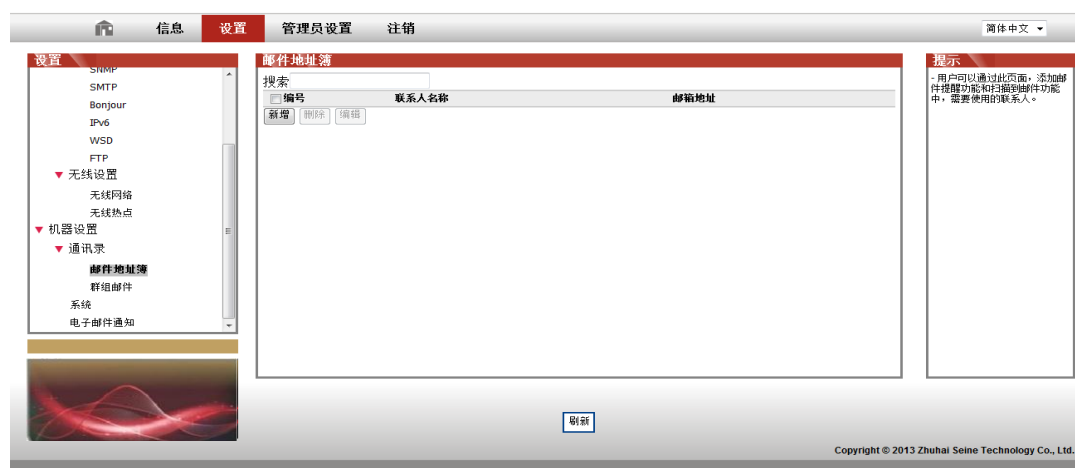 信息 设置 管理员设置 注销 简体中文
设置
SNMP
SMTP
Bonjour
IPv6
WSD
FTP
无线设置
无线网络
无线热点
机器设置
通讯录
邮件地址簿
群组邮件
系统
电子邮件通知
邮件地址簿
搜索
编号 联系人名称 邮箱地址
新增 删除 编辑
提示
- 用户可以通过此页面，添加邮
件提醒功能和扫描到邮件功能
中，需要使用的联系人。
刷新
Copyright © 2013 Zhuhai Seine Technology Co., Ltd.